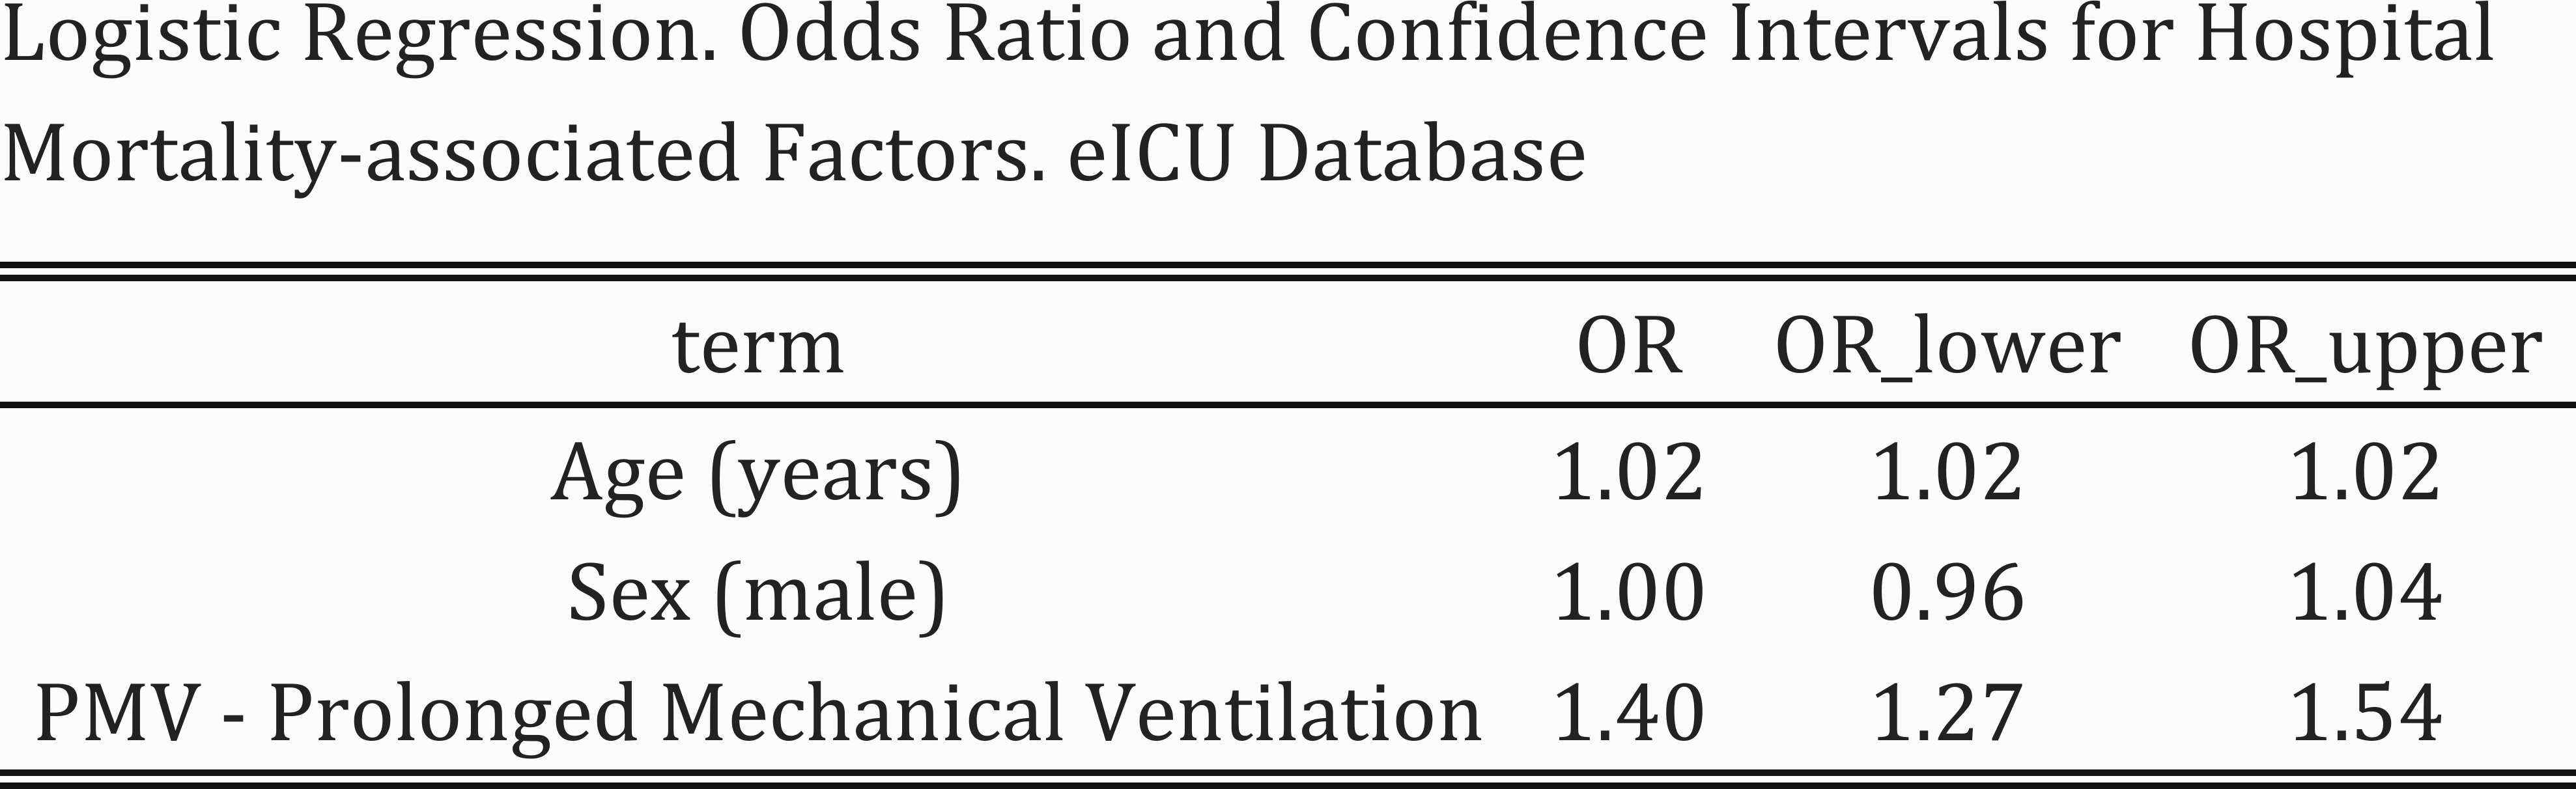 Logistic Regression. Odds Ratio and Confidence Intervals for Hospital
Mortality-associated Factors. eICU Database
term OR OR_lower OR_upper
Age (years) 1.02 1.02 1.02
Sex (male) 1.00 0.96 1.04
PMV - Prolonged Mechanical Ventilation 1.40 1.27 1.54